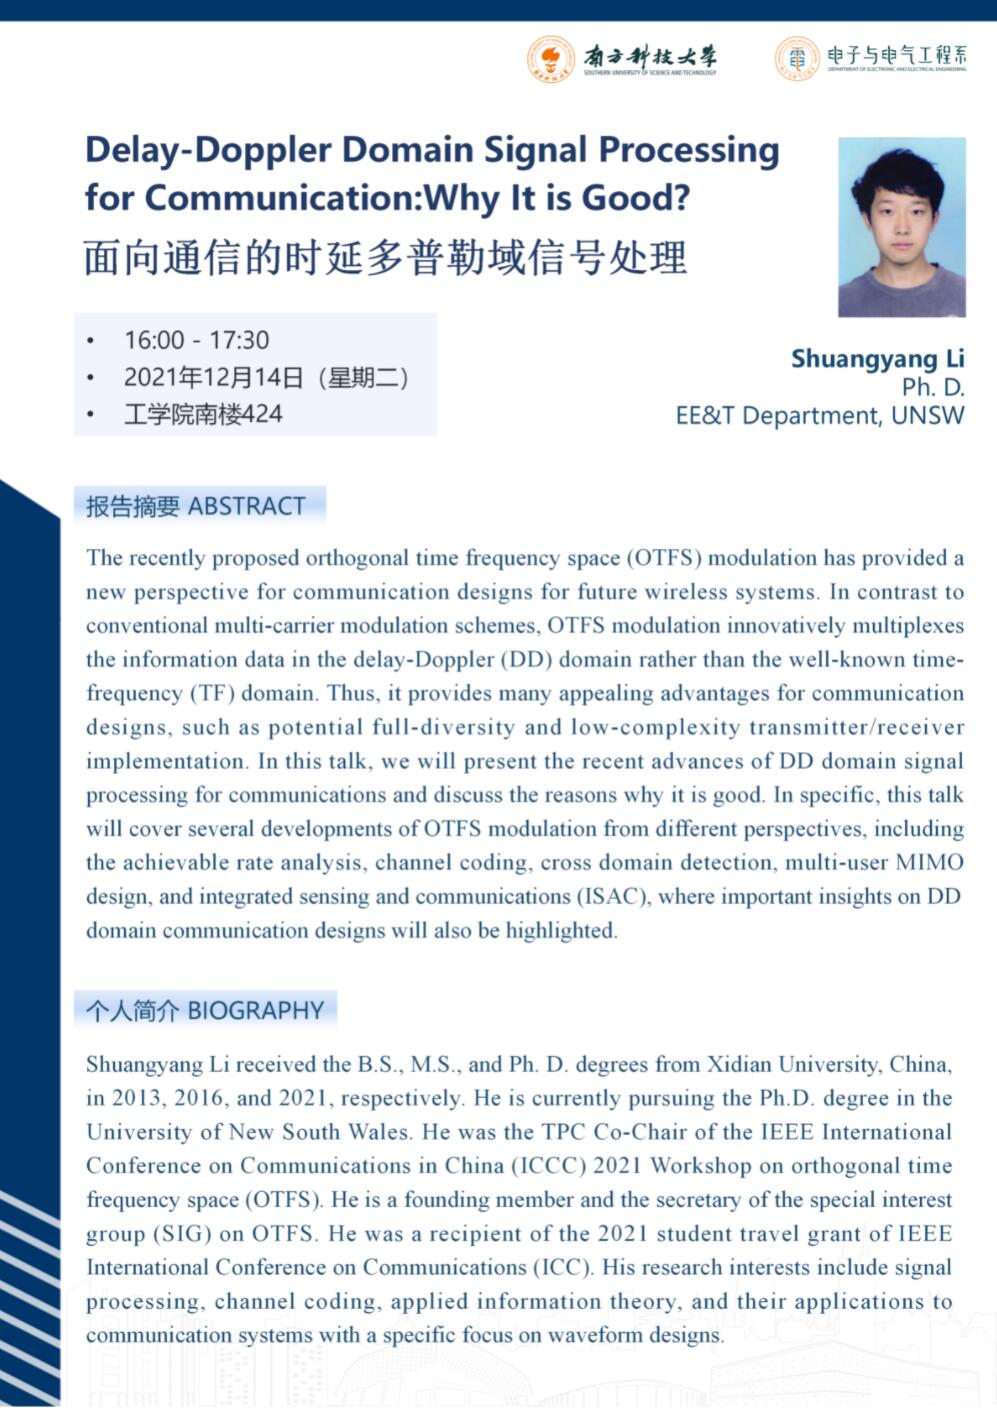 南方科技大学
SOUTHERN UNIVERSITY OF SCIENCE AND TECHNOLOGY
電
电子与电气工程系
DEPARTMENT OF ELECTRONIC AND ELECTRICAL ENGINEERING
Delay-Doppler Domain Signal Processing
for Communication:Why It is Good?
面向通信的时延多普勒域信号处理
• 16:00 - 17:30
• 2021年12月14日（星期二）
• 工学院南楼424
Shuangyang Li
Ph. D.
EE&T Department, UNSW
报告摘要 ABSTRACT
The recently proposed orthogonal time frequency space (OTFS) modulation has provided a
new perspective for communication designs for future wireless systems. In contrast to
conventional multi-carrier modulation schemes, OTFS modulation innovatively multiplexes
the information data in the delay-Doppler (DD) domain rather than the well-known time-
frequency (TF) domain. Thus, it provides many appealing advantages for communication
designs, such as potential full-diversity and low-complexity transmitter/receiver
implementation. In this talk, we will present the recent advances of DD domain signal
processing for communications and discuss the reasons why it is good. In specific, this talk
will cover several developments of OTFS modulation from different perspectives, including
the achievable rate analysis, channel coding, cross domain detection, multi-user MIMO
design, and integrated sensing and communications (ISAC), where important insights on DD
domain communication designs will also be highlighted.
个人简介 BIOGRAPHY
Shuangyang Li received the B.S., M.S., and Ph. D. degrees from Xidian University, China,
in 2013, 2016, and 2021, respectively. He is currently pursuing the Ph.D. degree in the
University of New South Wales. He was the TPC Co-Chair of the IEEE International
Conference on Communications in China (ICCC) 2021 Workshop on orthogonal time
frequency space (OTFS). He is a founding member and the secretary of the special interest
group (SIG) on OTFS. He was a recipient of the 2021 student travel grant of IEEE
International Conference on Communications (ICC). His research interests include signal
processing, channel coding, applied information theory, and their applications to
communication systems with a specific focus on waveform designs.